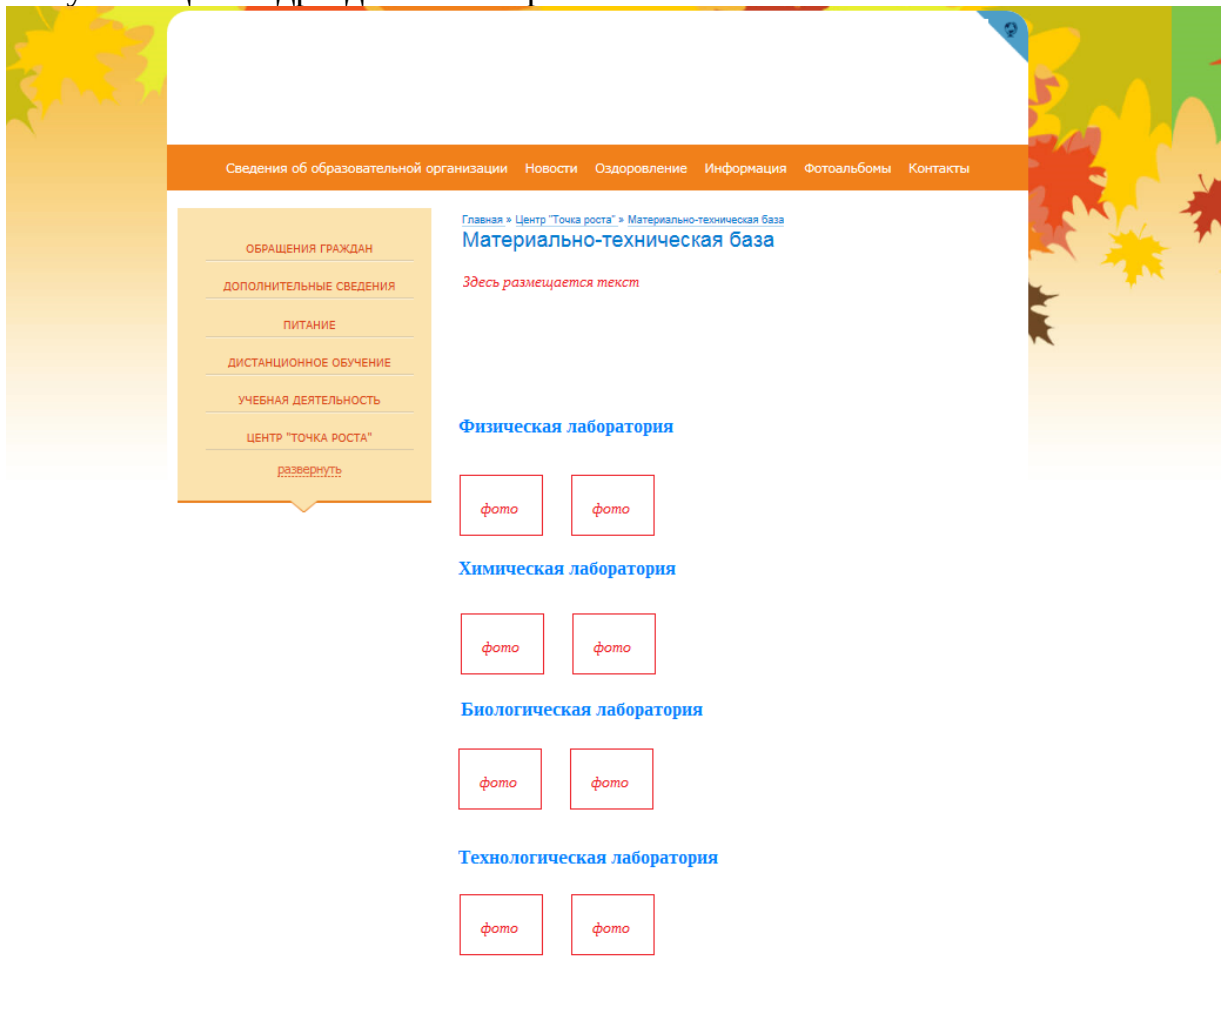 Сведения об образовательной организации Новости Оздоровление Информация Фотоальбомы Контакты
ОБРАЩЕНИЯ ГРАЖДАН
ДОПОЛНИТЕЛЬНЫЕ СВЕДЕНИЯ
ПИТАНИЕ
ДИСТАНЦИОННОЕ ОБУЧЕНИЕ
УЧЕБНАЯ ДЕЯТЕЛЬНОСТЬ
ЦЕНТР "ТОЧКА РОСТА"
развернуть
Главная » Центр "Точка роста" » Материально-техническая база
Материально-техническая база
Здесь размещается текст
Физическая лаборатория
фото фото
Химическая лаборатория
фото фото
Биологическая лаборатория
фото фото
Технологическая лаборатория
фото фото